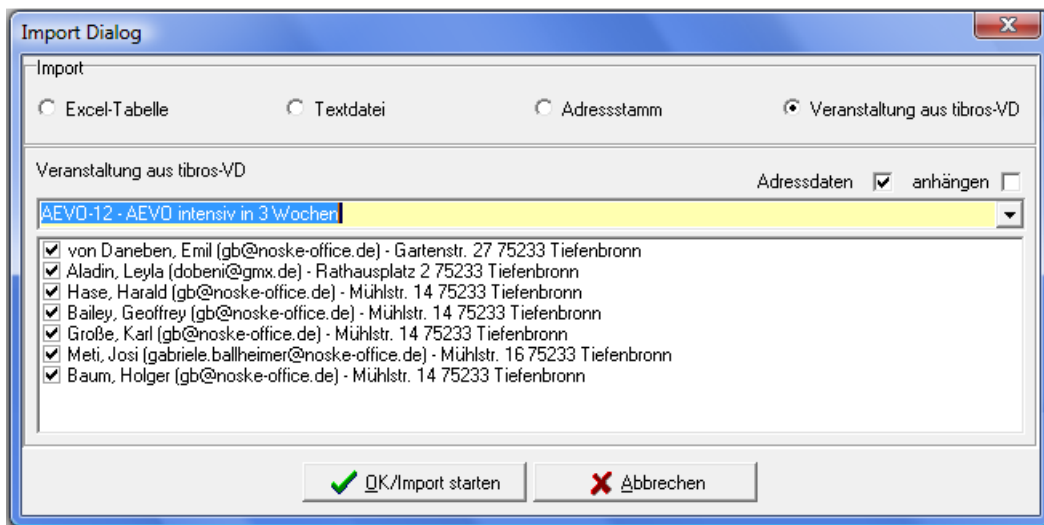 Import Dialog
Import
Excel-Tabelle Textdatei Adressstamm Veranstaltung aus tibros-VD
Veranstaltung aus tibros-VD
Adressdaten anhängen
AEVO-12 - AEVO intensiv in 3 Wochen
von Daneben, Emil (gb@noske-office.de) - Gartenstr. 27 75233 Tiefenbronn
Aladin, Leyla (dobeni@gmx.de) - Rathausplatz 2 75233 Tiefenbronn
Hase, Harald (gb@noske-office.de) - Mühlstr. 14 75233 Tiefenbronn
Bailey, Geoffrey (gb@noske-office.de) - Mühlstr. 14 75233 Tiefenbronn
Große, Karl (gb@noske-office.de) - Mühlstr. 14 75233 Tiefenbronn
Meti, Josi (gabriele.ballheimer@noske-office.de) - Mühlstr. 16 75233 Tiefenbronn
Baum, Holger (gb@noske-office.de) - Mühlstr. 14 75233 Tiefenbronn
OK/Import starten Abbrechen